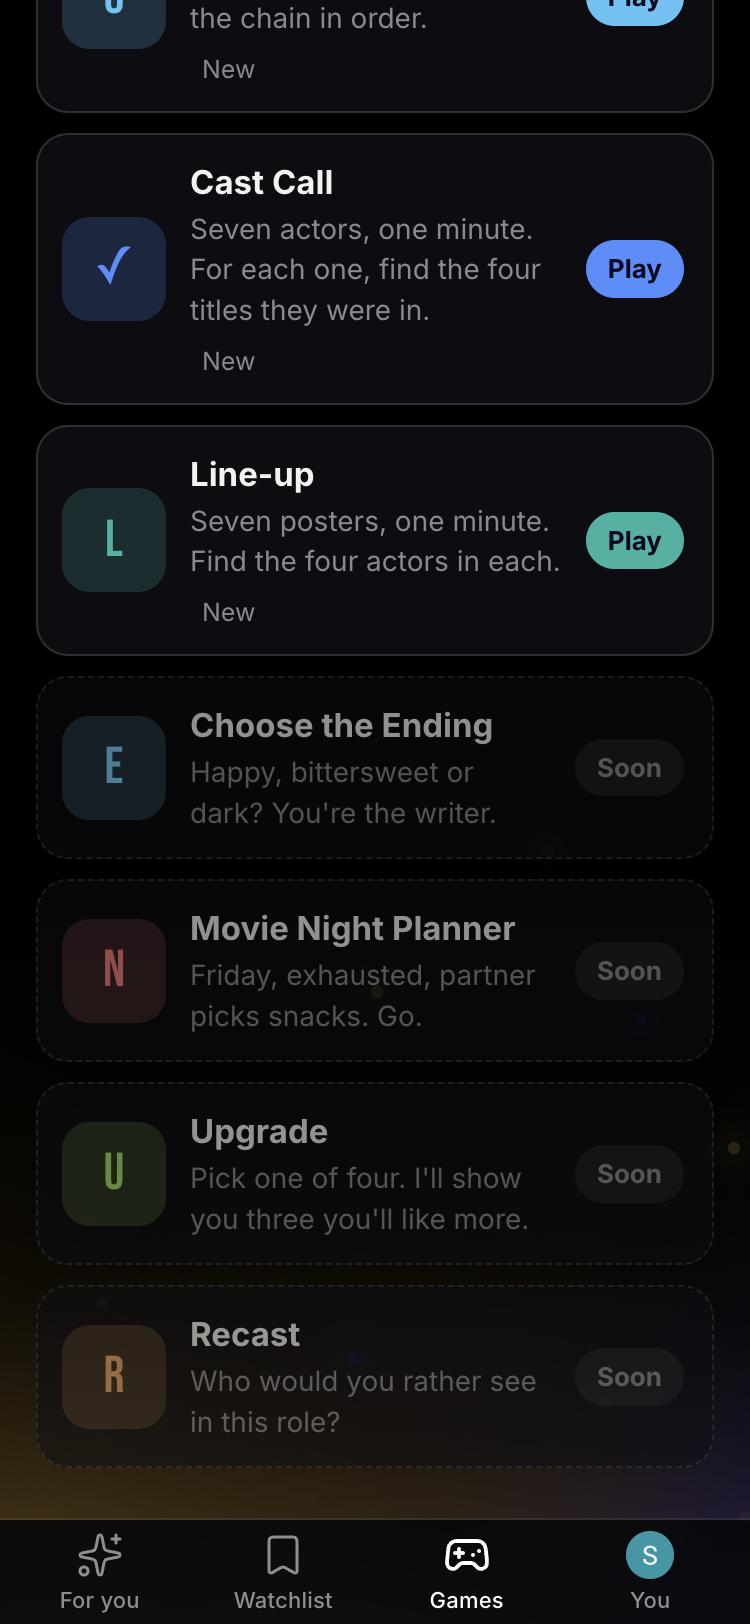 the chain in order.
Play
New
Cast Call
Seven actors, one minute.
For each one, find the four
titles they were in.
Play
New
L
Line-up
Seven posters, one minute.
Find the four actors in each.
Play
New
E
Choose the Ending
Happy, bittersweet or
dark? You're the writer.
Soon
N
Movie Night Planner
Friday, exhausted, partner
picks snacks. Go.
Soon
U
Upgrade
Pick one of four. I'll show
you three you'll like more.
Soon
R
Recast
Who would you rather see
in this role?
Soon
For you
Watchlist
Games
S
You